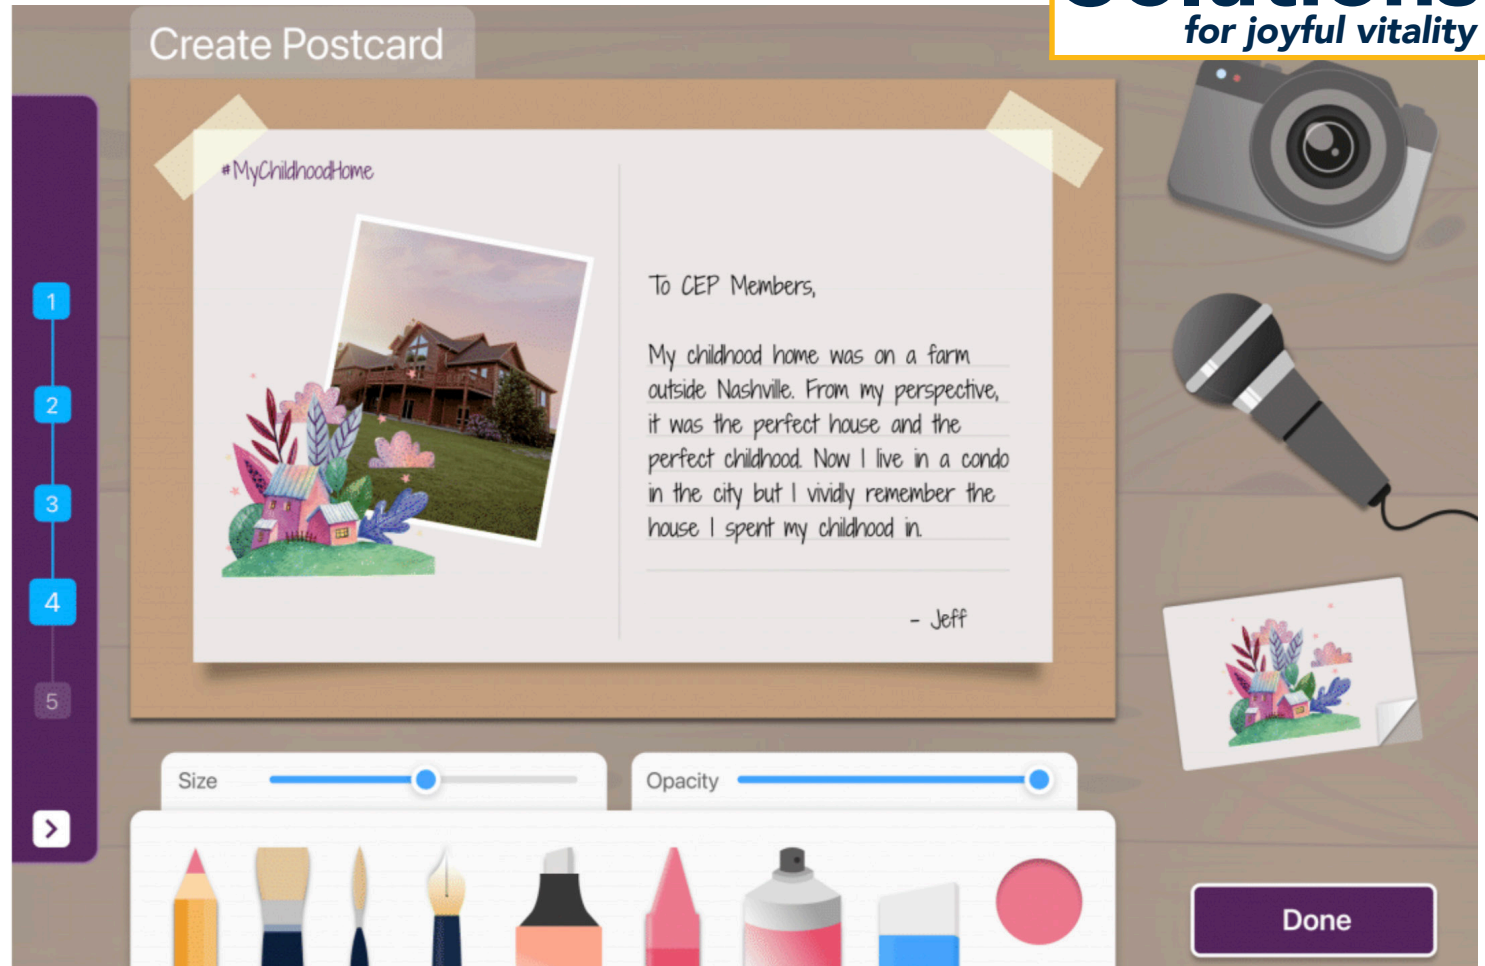 Solutions
for joyful vitality
Create Postcard
#MyChildhoodHome
To CEP Members,
My childhood home was on a farm
outside Nashville. From my perspective,
it was the perfect house and the
perfect childhood. Now I live in a condo
in the city but I vividly remember the
house I spent my childhood in.
- Jeff
1
2
3
4
5
Size
Opacity
Done